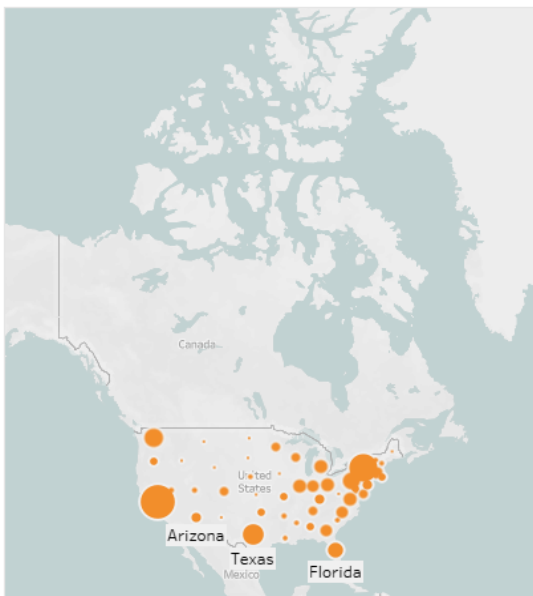 Canada
United
States
Arizona
Texas
Mexico
Florida